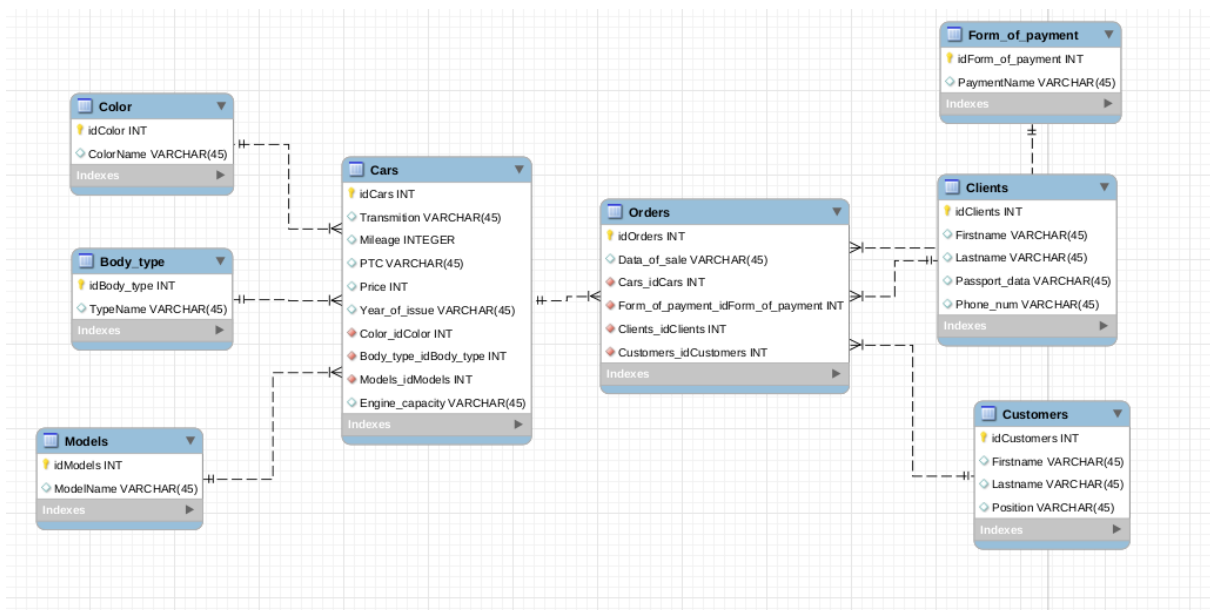 Form_of_payment
idForm_of_payment INT
PaymentName VARCHAR(45)
Indexes
Color
idColor INT
ColorName VARCHAR(45)
Indexes
Cars
idCars INT
Transmition VARCHAR(45)
Mileage INTEGER
PTC VARCHAR(45)
Price INT
Year_of_issue VARCHAR(45)
Color_idColor INT
Body_type_idBody_type INT
Models_idModels INT
Engine_capacity VARCHAR(45)
Indexes
Clients
idClients INT
Firstname VARCHAR(45)
Lastname VARCHAR(45)
Passport_data VARCHAR(45)
Phone_num VARCHAR(45)
Indexes
Orders
idOrders INT
Data_of_sale VARCHAR(45)
Cars_idCars INT
Form_of_payment_idForm_of_payment INT
Clients_idClients INT
Customers_idCustomers INT
Indexes
Body_type
idBody_type INT
TypeName VARCHAR(45)
Indexes
Customers
idCustomers INT
Firstname VARCHAR(45)
Lastname VARCHAR(45)
Position VARCHAR(45)
Indexes
Models
idModels INT
ModelName VARCHAR(45)
Indexes